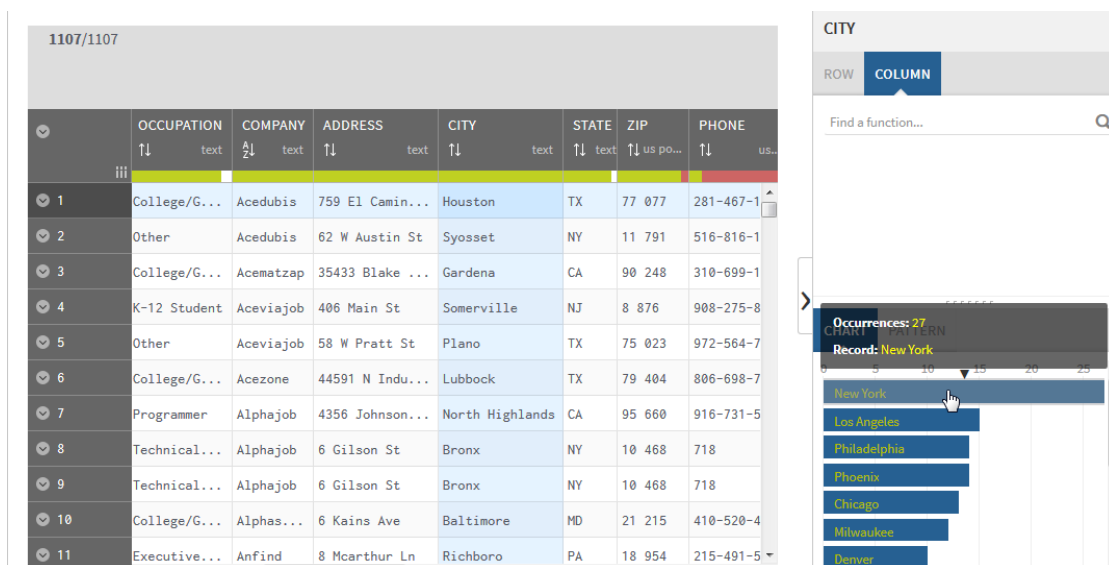 1107/1107
OCCUPATION COMPANY ADDRESS CITY STATE ZIP PHONE
text text text text text us po... us..
1 College/G... Acedubis 759 El Camin... Houston TX 77 077 281-467-1
2 Other Acedubis 62 W Austin St Syosset NY 11 791 516-816-1
3 College/G... Acematzap 35433 Blake ... Gardena CA 90 248 310-699-1
4 K-12 Student Aceviajob 406 Main St Somerville NJ 8 876 908-275-8
5 Other Aceviajob 58 W Pratt St Plano TX 75 023 972-564-7
6 College/G... Acezone 44591 N Indu... Lubbock TX 79 404 806-698-7
7 Programmer Alphajob 4356 Johnson... North Highlands CA 95 660 916-731-5
8 Technical... Alphajob 6 Gilson St Bronx NY 10 468 718
9 Technical... Alphajob 6 Gilson St Bronx NY 10 468 718
10 College/G... Alphas... 6 Kains Ave Baltimore MD 21 215 410-520-4
11 Executive... Anfind 8 Mcarthur Ln Richboro PA 18 954 215-491-5
CITY
ROW COLUMN
Find a function...
Occurrences: 27
CHART PATTERN
Record: New York
0 5 10 15 20 25
New York
Los Angeles
Philadelphia
Phoenix
Chicago
Milwaukee
Denver